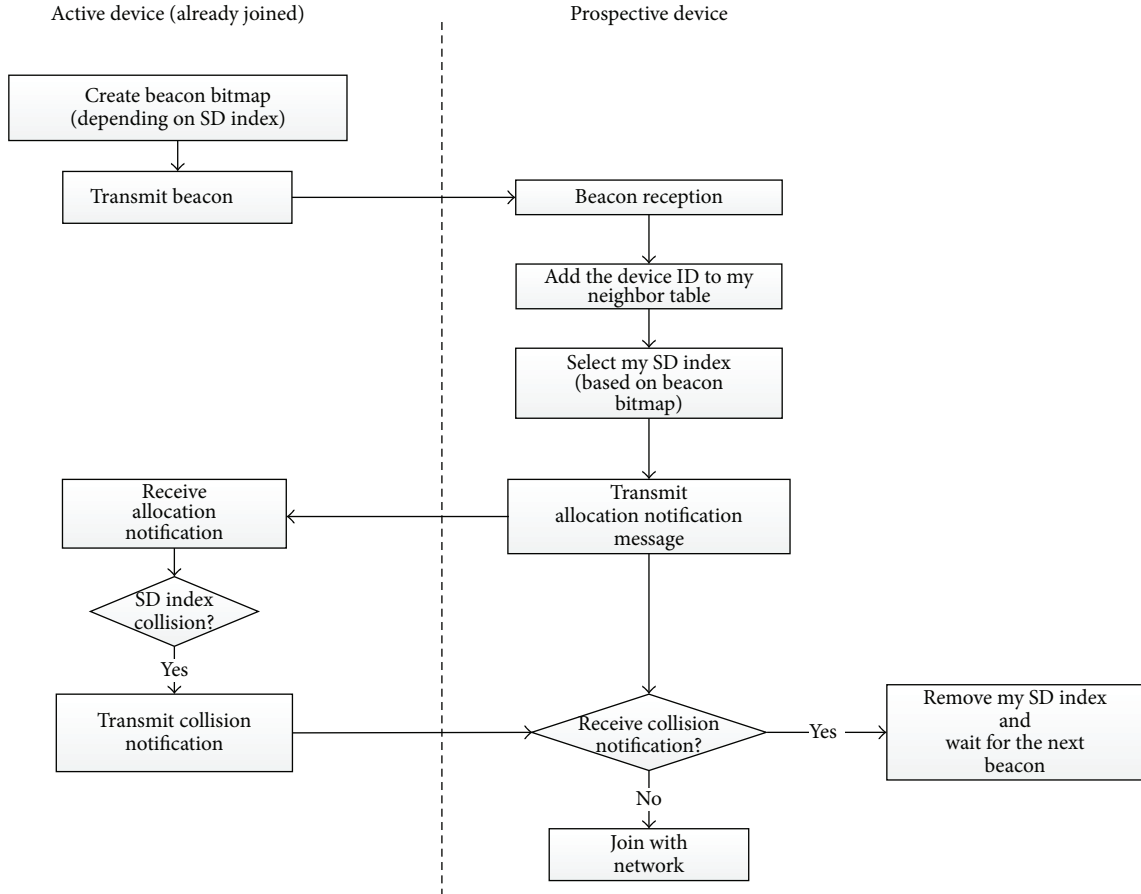 Active device (already joined)
Prospective device
Create beacon bitmap
(depending on SD index)
Transmit beacon
Beacon reception
Add the device ID to my
neighbor table
Select my SD index
(based on beacon
bitmap)
Receive
allocation
notification
Transmit
allocation notification
message
SD index
collision?
Yes
Transmit collision
notification
Receive collision
notification?
Yes
Remove my SD index
and
wait for the next
beacon
No
Join with
network